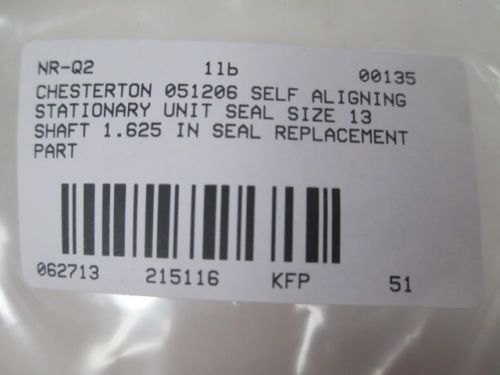 NR-Q2 11b 00135
CHESTERTON 051206 SELF ALIGNING
STATIONARY UNIT SEAL SIZE 13
SHAFT 1.625 IN SEAL REPLACEMENT
PART
062713 215116 KFP 51